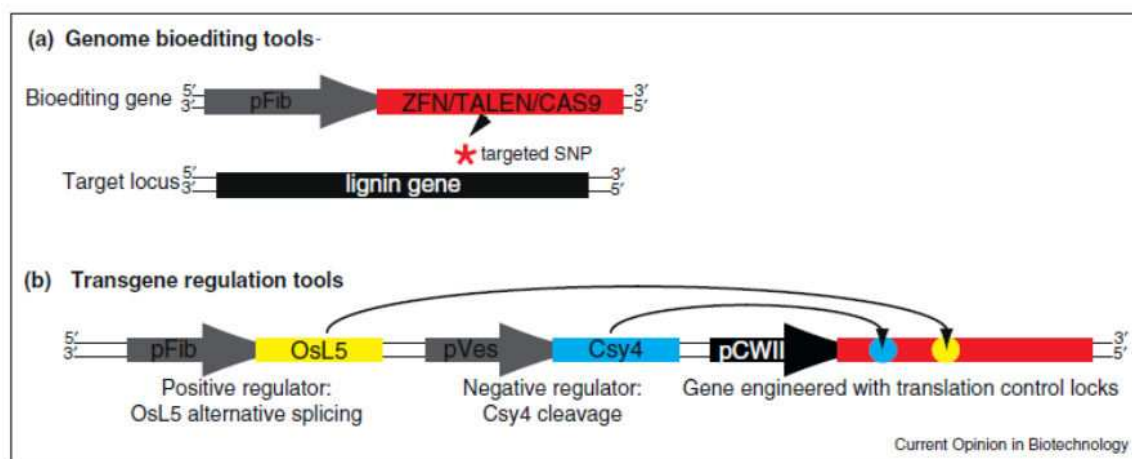 (a) Genome bioediting tools-
Bioediting gene 5′ 3′ pFib ZFN/TALEN/CAS9 3′ 5′
* targeted SNP
Target locus 5′ 3′ lignin gene 3′ 5′
(b) Transgene regulation tools
5′ 3′ pFib OsL5 pVes Csy4 pCWII 3′ 5′
Positive regulator: Negative regulator: Gene engineered with translation control locks
OsL5 alternative splicing Csy4 cleavage
Current Opinion in Biotechnology